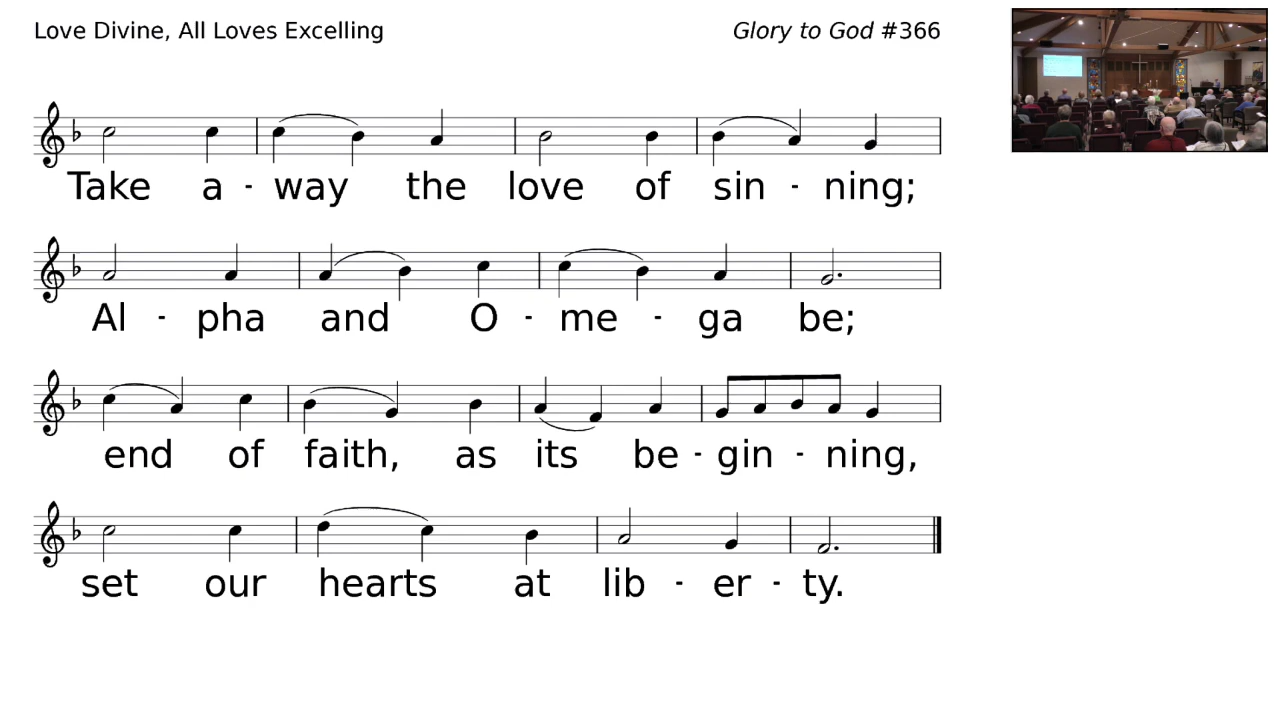 Love Divine, All Loves Excelling
Glory to God #366
Take a - way the love of sin - ning;
Al - pha and O - me - ga be;
end of faith, as its be - gin - ning,
set our hearts at lib - er - ty.